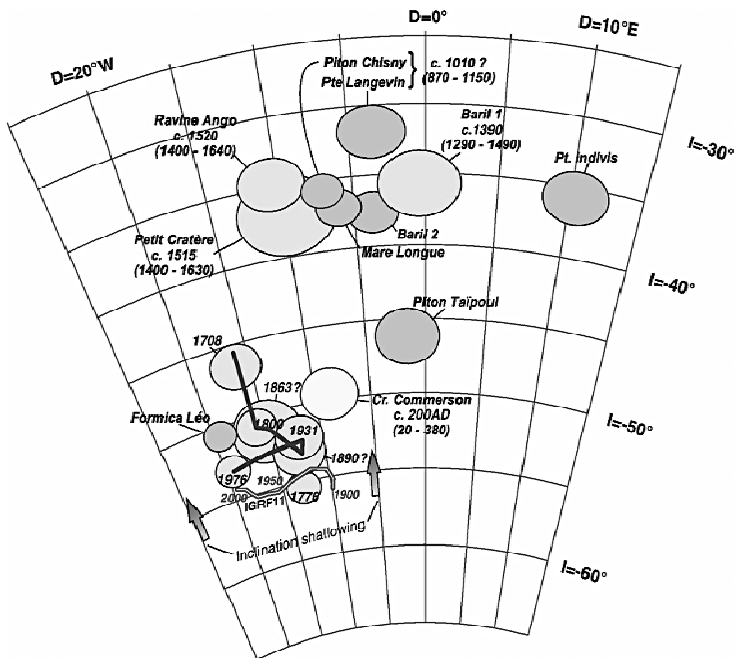 D=0°
D=10°E
D=20°W
Piton Chisny } c. 1010 ?
Pte Langevin (870 - 1150)
Ravine Ango
c. 1520
(1400 - 1640)
Baril 1
c.1390
(1290 - 1490)
I=-30°
Pt. indivis
Baril 2
Mare Longue
Petit Cratère
c. 1515
(1400 - 1630)
I=-40°
Piton Taïpoul
1708
1863?
Cr. Commerson
c. 200AD
(20 - 380)
Formica Léo
1800
1931
I=-50°
1890?
1976
1950
2000
IGRF11
1778
1900
Inclination shallowing
I=-60°